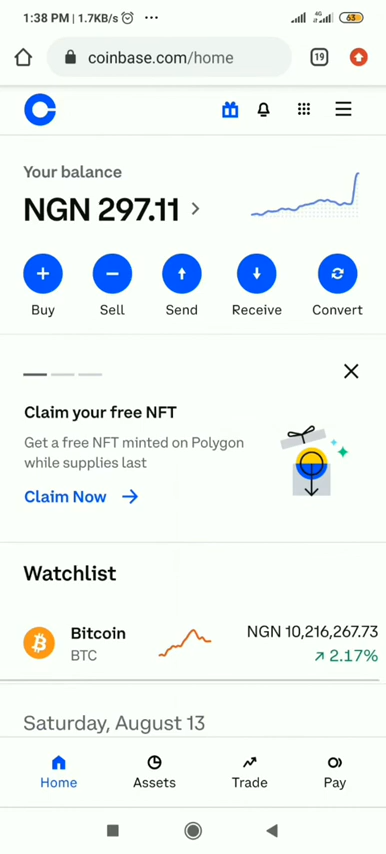 1:38 PM | 1.7KB/s ...
4G
63
coinbase.com/home
19
Your balance
NGN 297.11
Buy
Sell
Send
Receive
Convert
Claim your free NFT
Get a free NFT minted on Polygon
while supplies last
Claim Now
Watchlist
Bitcoin
NGN 10,216,267.73
BTC
2.17%
Saturday, August 13
Home
Assets
Trade
Pay